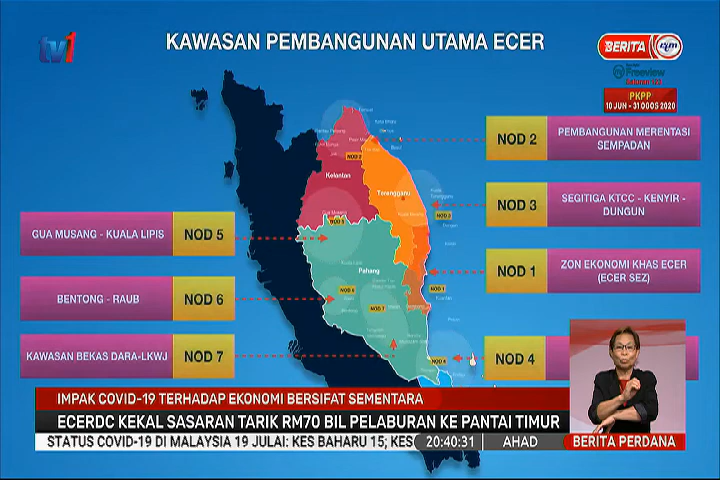 tv1
KAWASAN PEMBANGUNAN UTAMA ECER
BERITA
Freeview
PKPP
10 JUN - 31 OGOS 2020
NOD 2
PEMBANGUNAN MERENTASI
SEMPADAN
NOD 3
SEGITIGA KTCC - KENYIR -
DUNGUN
NOD 1
ZON EKONOMI KHAS ECER
(ECER SEZ)
NOD 4
GUA MUSANG - KUALA LIPIS
NOD 5
BENTONG - RAUB
NOD 6
KAWASAN BEKAS DARA-LKWJ
NOD 7
Kelantan
Terengganu
Pahang
NOD 2
NOD 3
NOD 5
NOD 1
NOD 6
NOD 7
NOD 4
IMPAK COVID-19 TERHADAP EKONOMI BERSIFAT SEMENTARA
ECERDC KEKAL SASARAN TARIK RM70 BIL PELABURAN KE PANTAI TIMUR
STATUS COVID-19 DI MALAYSIA 19 JULAI: KES BAHARU 15; KES
20:40:31
AHAD
BERITA PERDANA